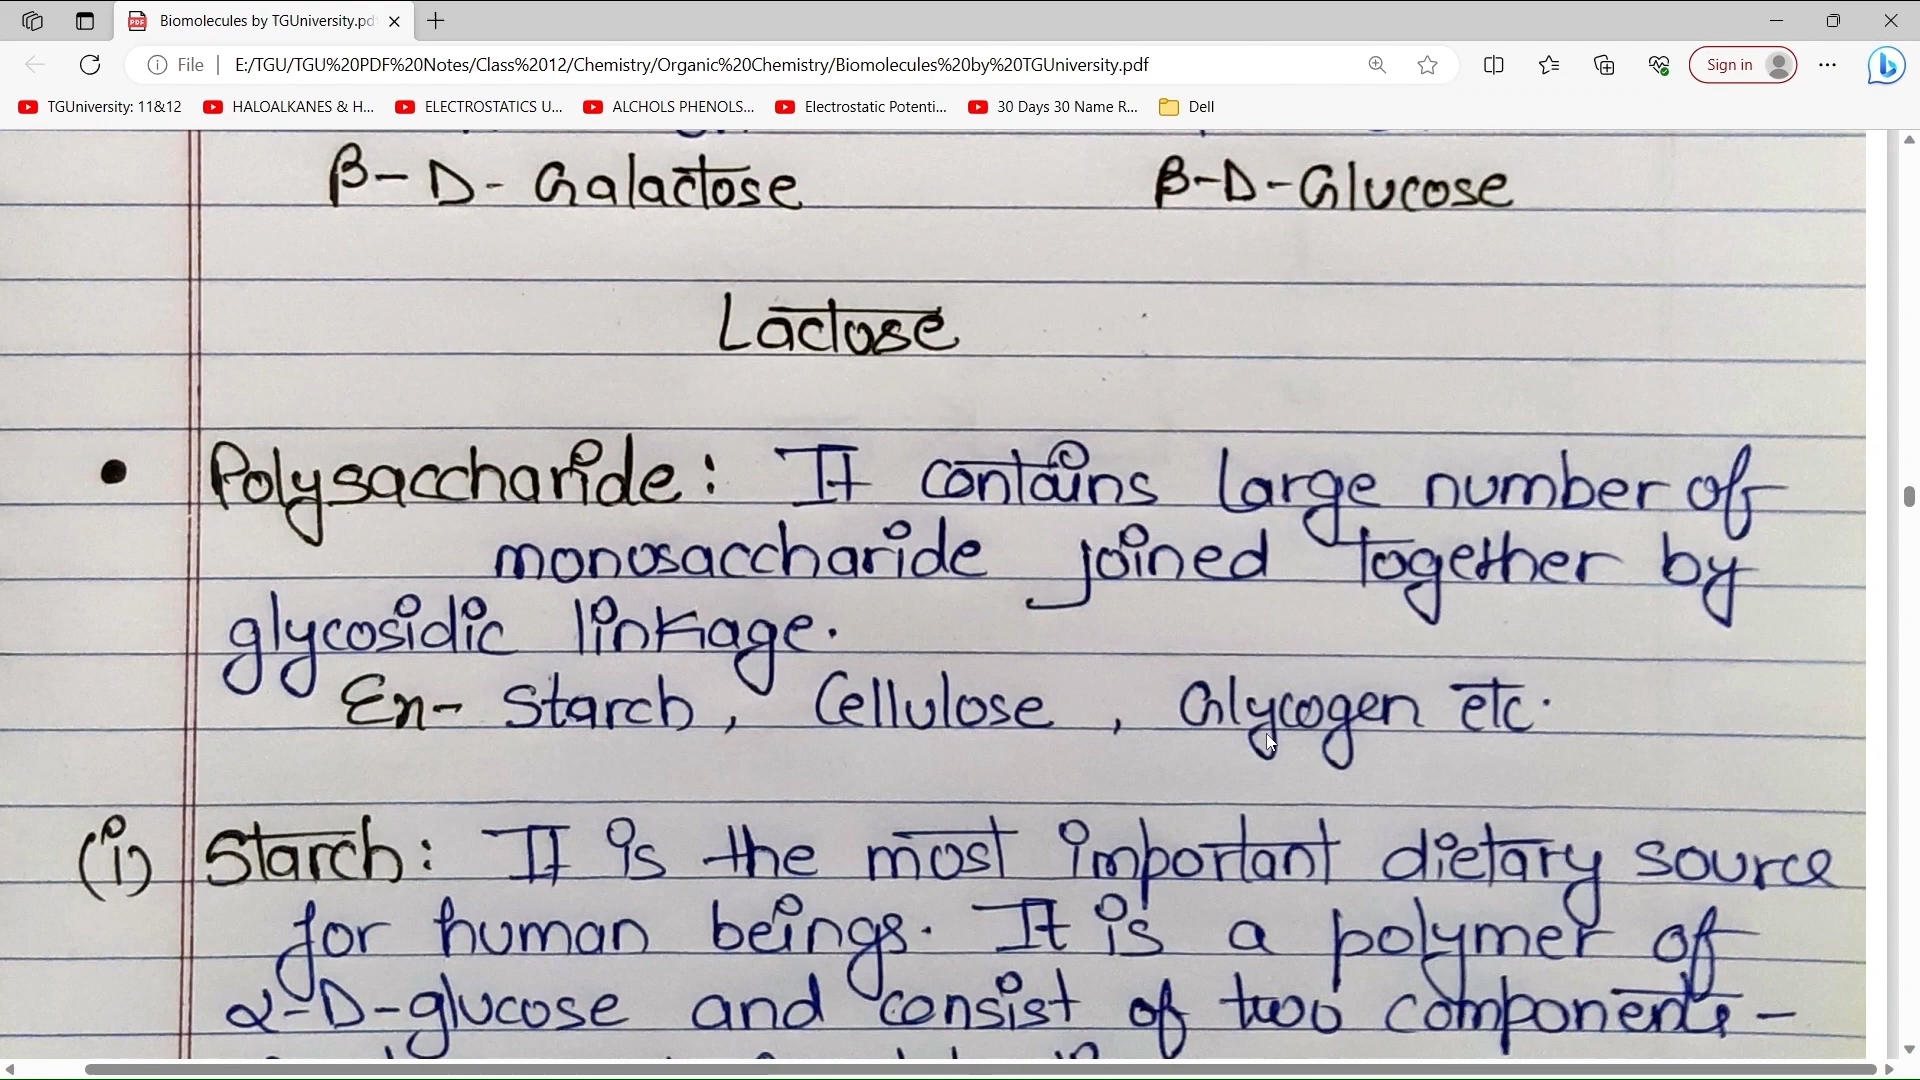 Biomolecules by TGUniversity.pd
File
E:/TGU/TGU%20PDF%20Notes/Class%2012/Chemistry/Organic%20Chemistry/Biomolecules%20by%20TGUniversity.pdf
Sign in
TGUniversity: 11&12 HALOALKANES & H... ELECTROSTATICS U... ALCHOLS PHENOLS... Electrostatic Potenti... 30 Days 30 Name R... Dell
β-D-Galactose β-D-Glucose
Lactose
• Polysaccharide: It contains large number of
monosaccharide joined together by
glycosidic linkage.
Ex- Starch, Cellulose, Glycogen etc.
(i) Starch: It is the most important dietary source
for human beings. It is a polymer of
α-D-glucose and consist of two components-